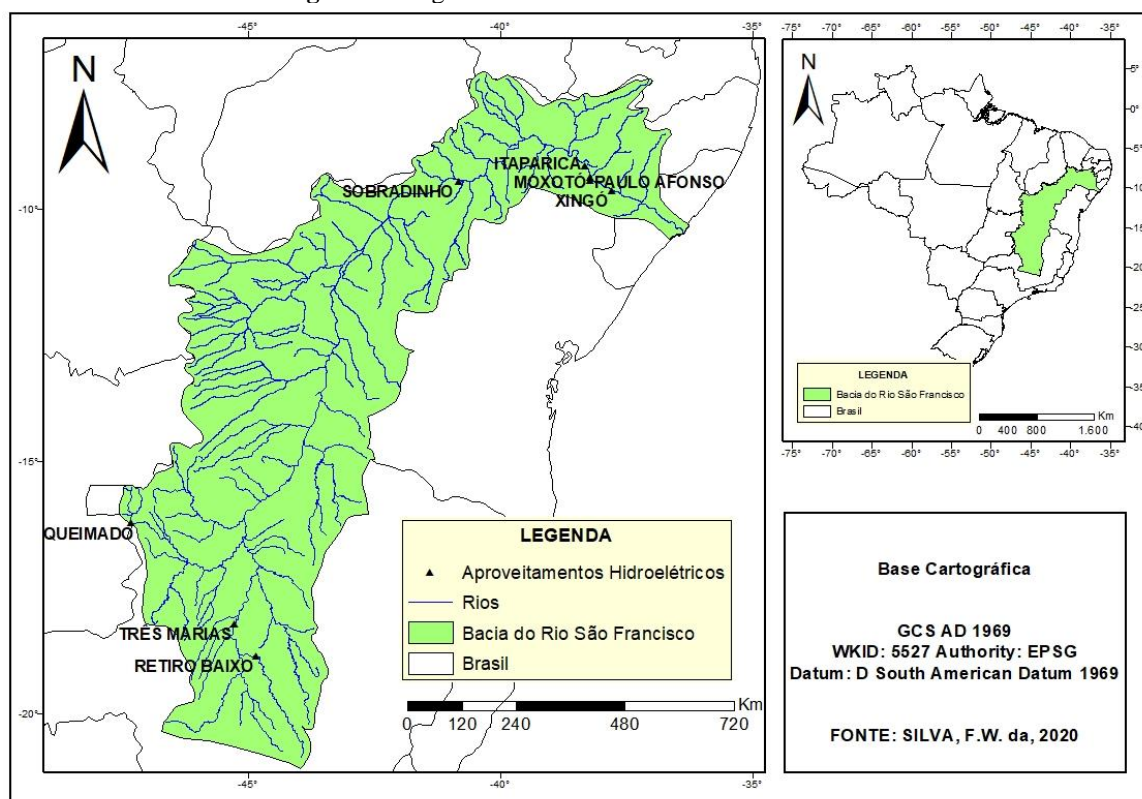 -45°
-40°
-35°
N
ITAPARICA
MOXOTÓ-PAULO AFONSO
SOBRADINHO
XINGÓ
-10°
-15°
QUEIMADO
TRÊS MARIAS
RETIRO BAIXO
-20°
LEGENDA
Aproveitamentos Hidroelétricos
Rios
Bacia do Rio São Francisco
Brasil
Km
0 120 240 480 720
-45° -40° -35°
-75° -70° -65° -60° -55° -50° -45° -40° -35°
N
5°
0°
-5°
-10°
-15°
-20°
-25°
-30°
-35°
-40°
LEGENDA
Bacia do Rio São Francisco
Brasil
Km
0 400 800 1.600
-75° -70° -65° -60° -55° -50° -45° -40° -35°
Base Cartográfica
GCS AD 1969
WKID: 5527 Authority: EPSG
Datum: D South American Datum 1969
FONTE: SILVA, F.W. da, 2020